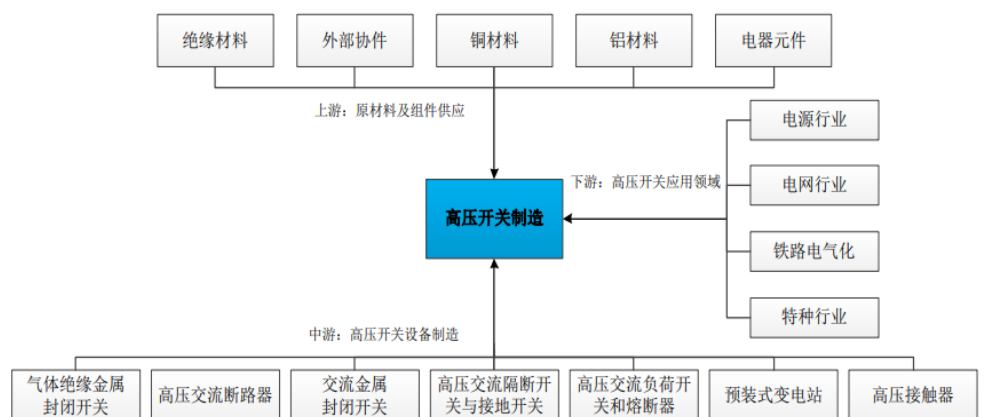 绝缘材料
外部协件
铜材料
铝材料
电器元件
上游：原材料及组件供应
电源行业
下游：高压开关应用领域
电网行业
高压开关制造
铁路电气化
特种行业
中游：高压开关设备制造
气体绝缘金属
封闭开关
高压交流断路器
交流金属
封闭开关
高压交流隔断开
关与接地开关
高压交流负荷开
关和熔断器
预装式变电站
高压接触器